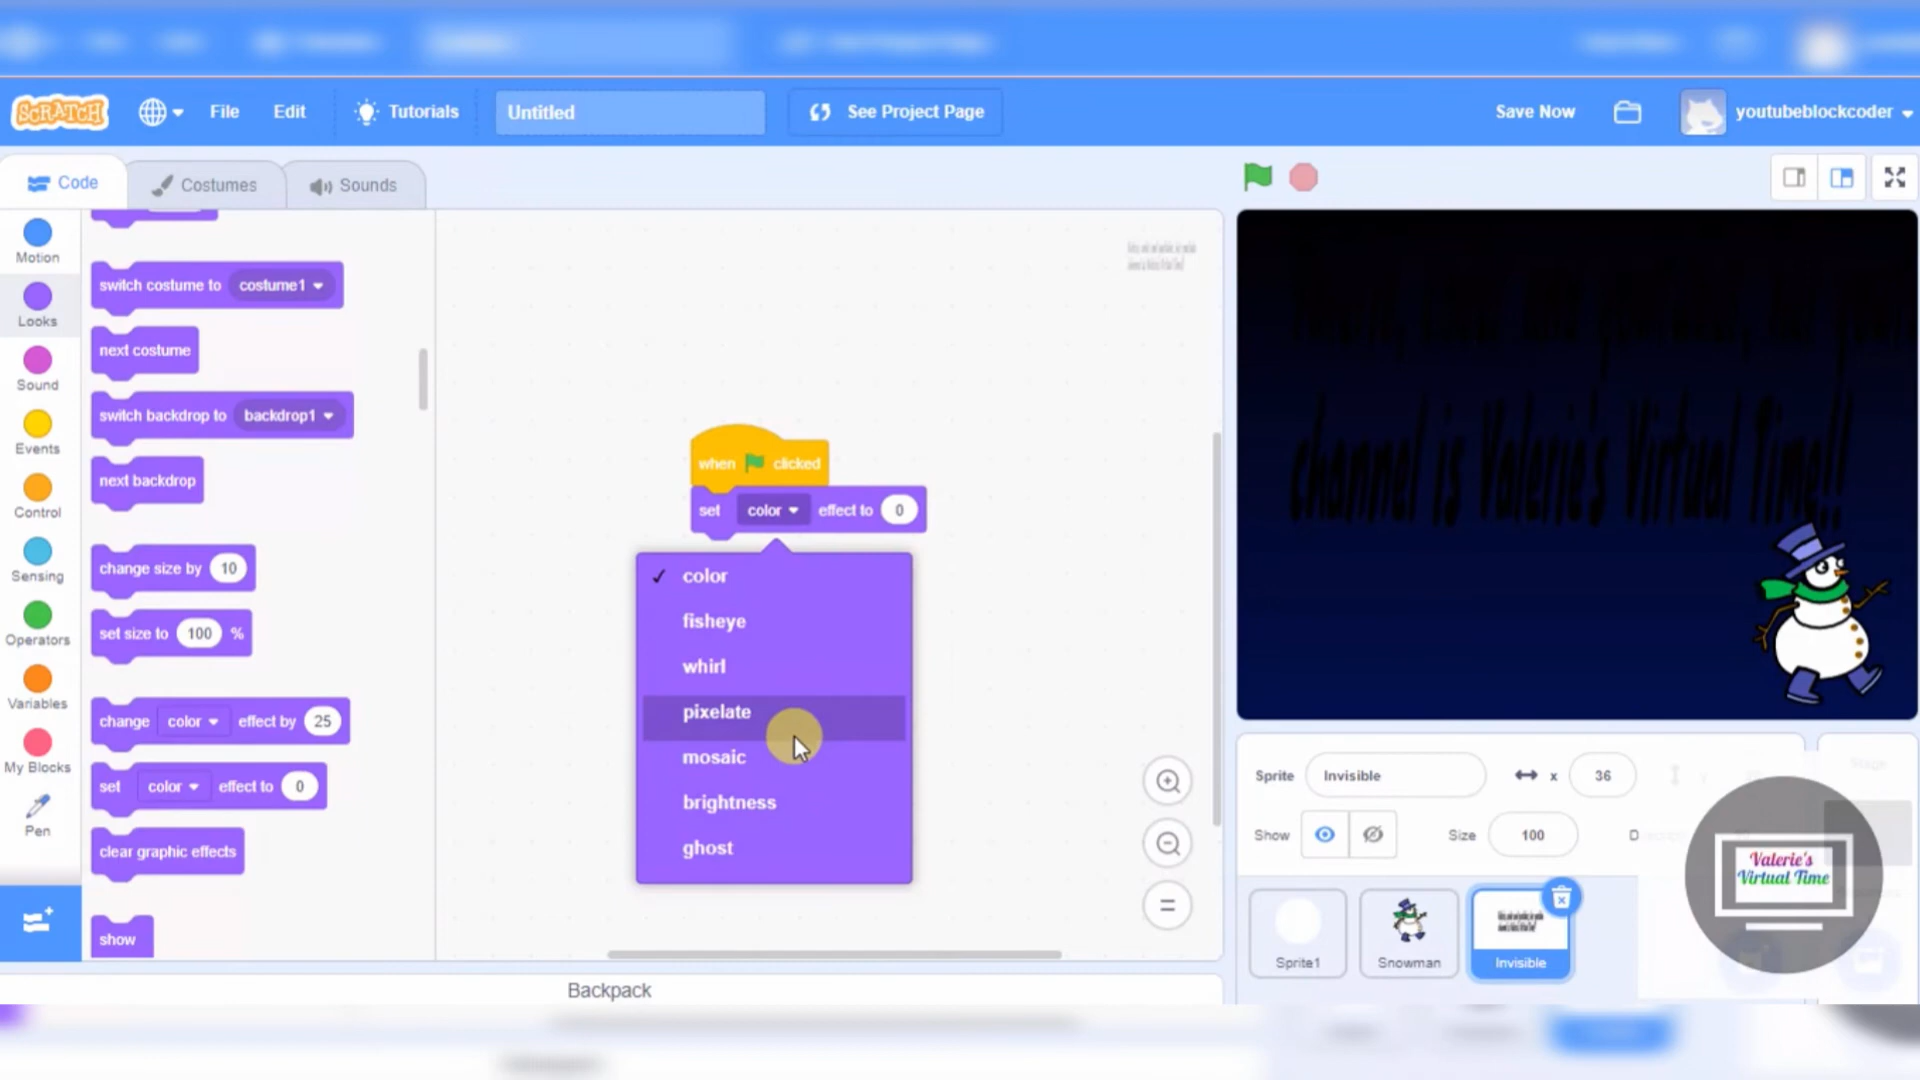 SCRATCH File Edit Tutorials Untitled See Project Page Save Now youtubeblockcoder
Code Costumes Sounds
Motion
Looks
Sound
Events
Control
Sensing
Operators
Variables
My Blocks
Pen
switch costume to costume1
next costume
switch backdrop to backdrop1
next backdrop
change size by 10
set size to 100 %
change color effect by 25
set color effect to 0
clear graphic effects
show
when clicked
set color effect to 0
✓ color
fisheye
whirl
pixelate
mosaic
brightness
ghost
Backpack
channel is Valerie's Virtual Time!!
Sprite Invisible x 36
Show Size 100
Sprite1
Snowman
Invisible
Valerie's
Virtual Time